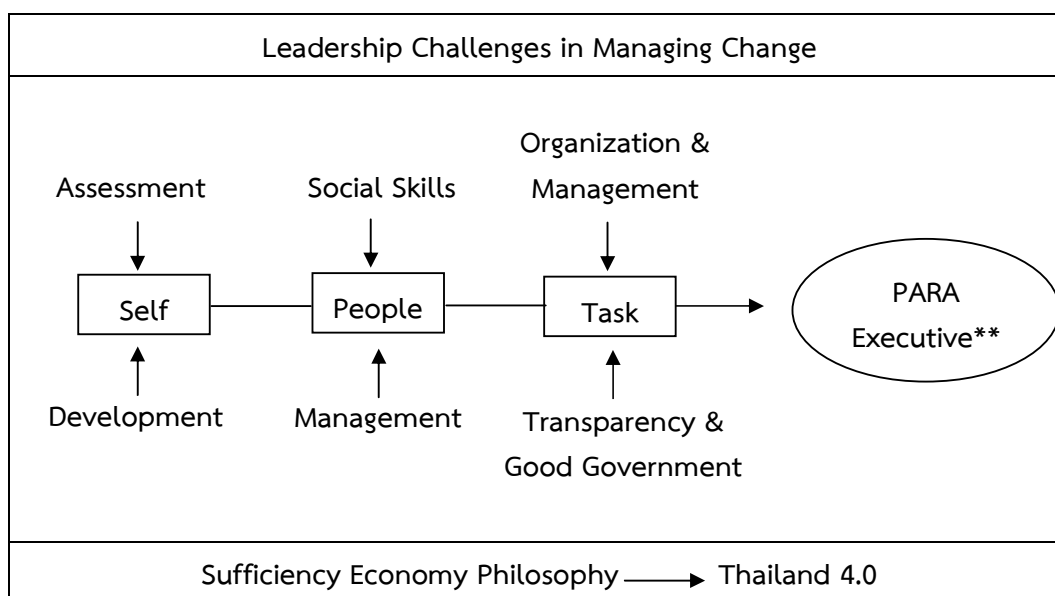 Leadership Challenges in Managing Change
Organization &
Management
Assessment
Social Skills
Self
People
Task
PARA
Executive**
Development
Management
Transparency &
Good Government
Sufficiency Economy Philosophy
Thailand 4.0